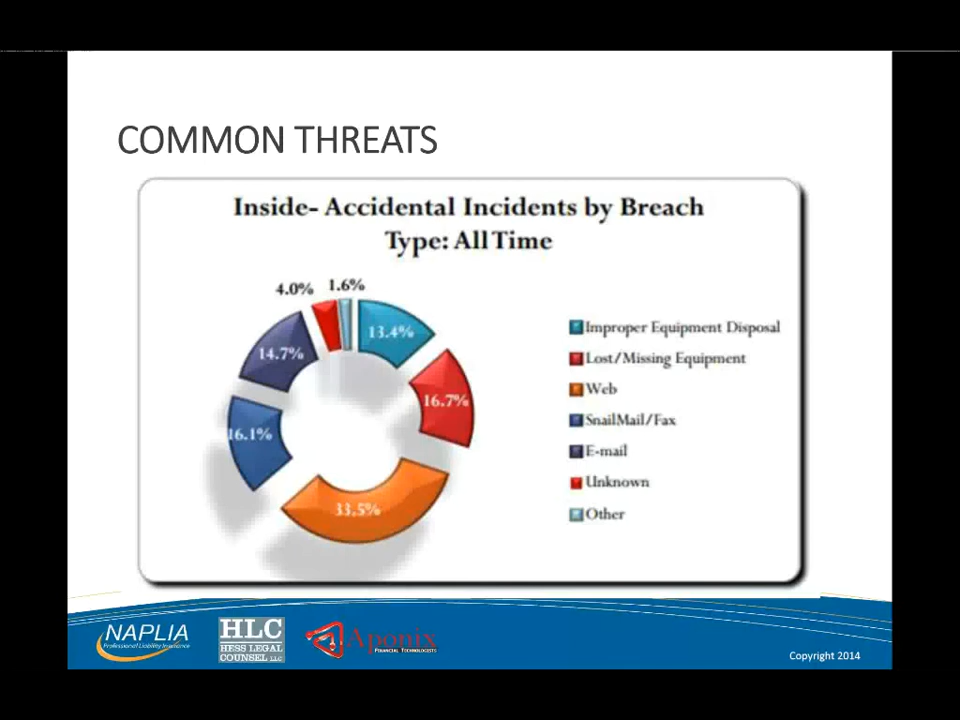 COMMON THREATS
Inside- Accidental Incidents by Breach
Type: All Time
4.0%
1.6%
13.4%
14.7%
16.7%
16.1%
33.5%
Improper Equipment Disposal
Lost/Missing Equipment
Web
SnailMail/Fax
E-mail
Unknown
Other
NAPLIA
Professional Liability Insurance
HLC
HESS LEGAL
COUNSEL LLC
Aponix
FINANCIAL TECHNOLOGISTS
Copyright 2014